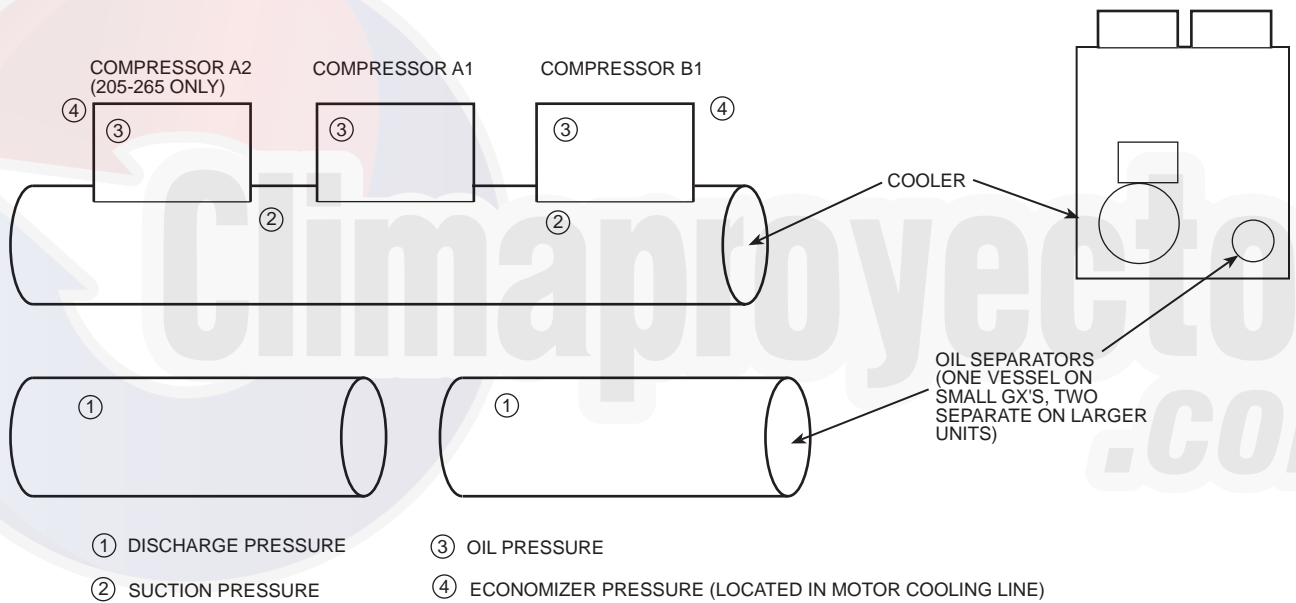 COMPRESSOR A2
(205-265 ONLY)
COMPRESSOR A1
COMPRESSOR B1
4
3
3
3
4
2
2
COOLER
1
1
OIL SEPARATORS
(ONE VESSEL ON
SMALL GX'S, TWO
SEPARATE ON LARGER
UNITS)
1 DISCHARGE PRESSURE
3 OIL PRESSURE
2 SUCTION PRESSURE
4 ECONOMIZER PRESSURE (LOCATED IN MOTOR COOLING LINE)
Climaproyecto
.co